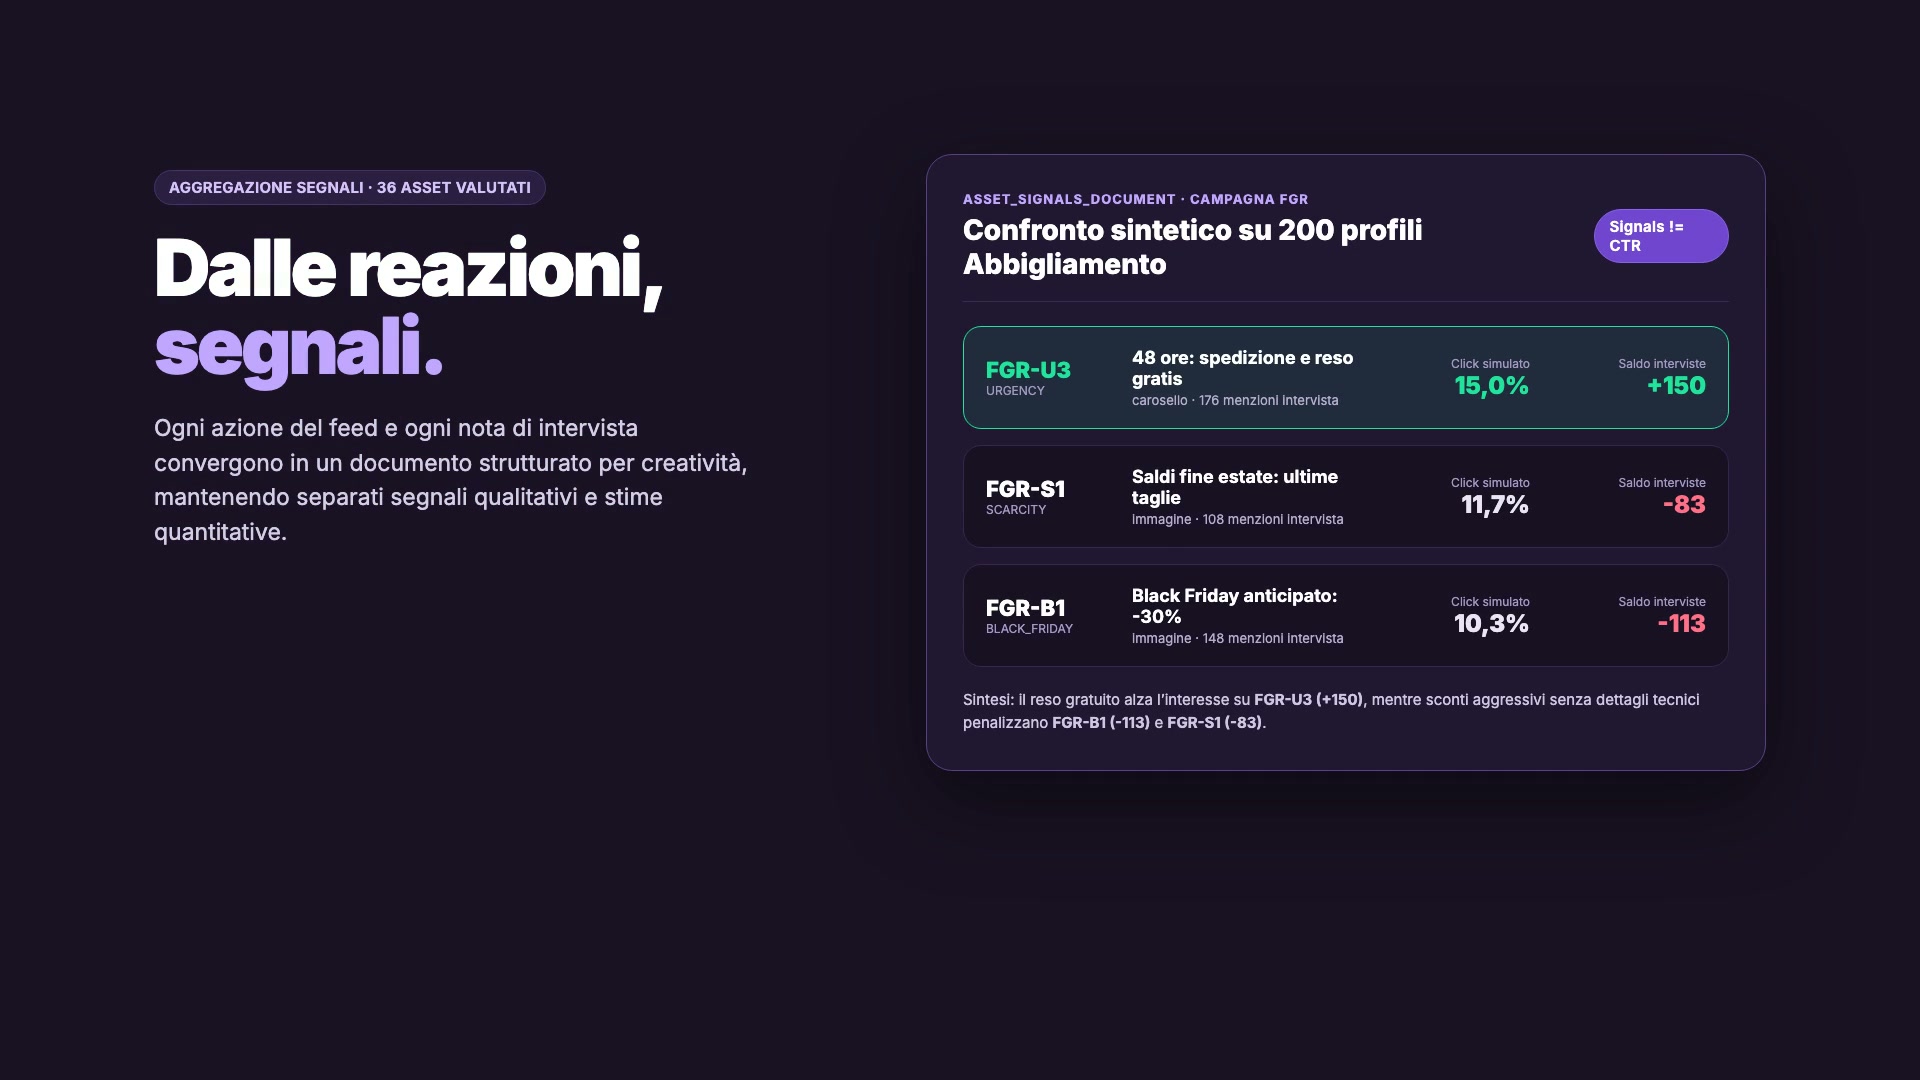 AGGREGAZIONE SEGNALI · 36 ASSET VALUTATI
Dalle reazioni,
segnali.
Ogni azione del feed e ogni nota di intervista
convergono in un documento strutturato per creatività,
mantenendo separati segnali qualitativi e stime
quantitative.
ASSET_SIGNALS_DOCUMENT · CAMPAGNA FGR
Confronto sintetico su 200 profili
Abbigliamento
Signals !=
CTR
FGR-U3
URGENCY
48 ore: spedizione e reso
gratis
carosello · 176 menzioni intervista
Click simulato
15,0%
Saldo interviste
+150
FGR-S1
SCARCITY
Saldi fine estate: ultime
taglie
immagine · 108 menzioni intervista
Click simulato
11,7%
Saldo interviste
-83
FGR-B1
BLACK_FRIDAY
Black Friday anticipato:
-30%
immagine · 148 menzioni intervista
Click simulato
10,3%
Saldo interviste
-113
Sintesi: il reso gratuito alza l’interesse su FGR-U3 (+150), mentre sconti aggressivi senza dettagli tecnici
penalizzano FGR-B1 (-113) e FGR-S1 (-83).